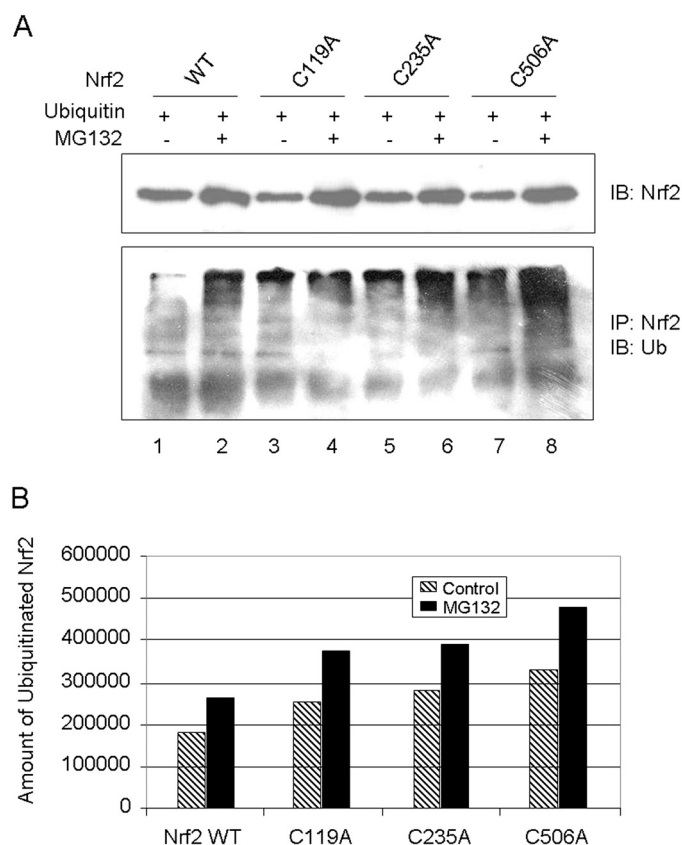 A
Nrf2 WT C119A C235A C506A
Ubiquitin + + + + + + + +
MG132 - + - + - + - +
IB: Nrf2
IP: Nrf2
IB: Ub
1 2 3 4 5 6 7 8
B
Amount of Ubiquitinated Nrf2
600000
500000
400000
300000
200000
100000
0
Control
MG132
Nrf2 WT C119A C235A C506A